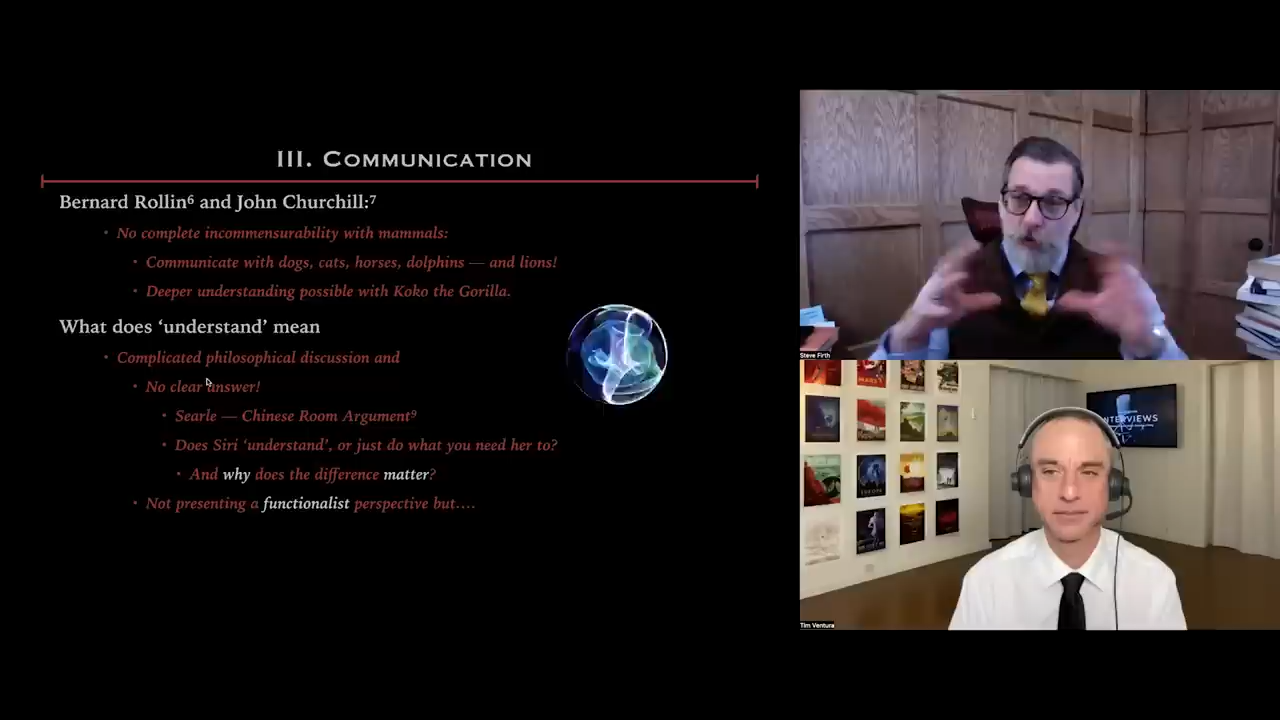 III. COMMUNICATION
Bernard Rollin⁶ and John Churchill:⁷
• No complete incommensurability with mammals:
• Communicate with dogs, cats, horses, dolphins — and lions!
• Deeper understanding possible with Koko the Gorilla.
What does ‘understand’ mean
• Complicated philosophical discussion and
• No clear answer!
• Searle — Chinese Room Argument⁹
• Does Siri ‘understand’, or just do what you need her to?
• And why does the difference matter?
• Not presenting a functionalist perspective but….
Steve Firth
MARS
EUROPA
INTERVIEWS
Tim Ventura